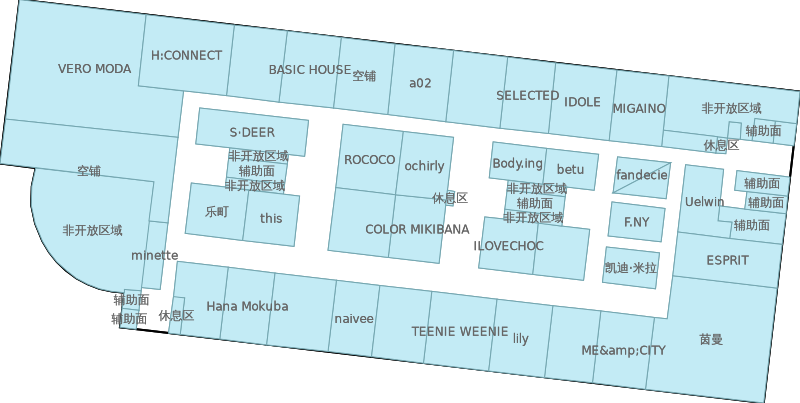 VERO MODA
H:CONNECT
BASIC HOUSE
空铺
a02
SELECTED
IDOLE
MIGAINO
非开放区域
辅助面
休息区
S·DEER
非开放区域
辅助面
非开放区域
乐町
this
ROCOCO
ochirly
休息区
COLOR MIKIBANA
Body.ing
betu
非开放区域
辅助面
非开放区域
ILOVECHOC
fandecie
F.NY
凯迪·米拉
Uelwin
辅助面
辅助面
辅助面
ESPRIT
茵曼
空铺
非开放区域
minette
辅助面
辅助面
休息区
Hana Mokuba
naivee
TEENIE WEENIE
lily
ME&amp;CITY